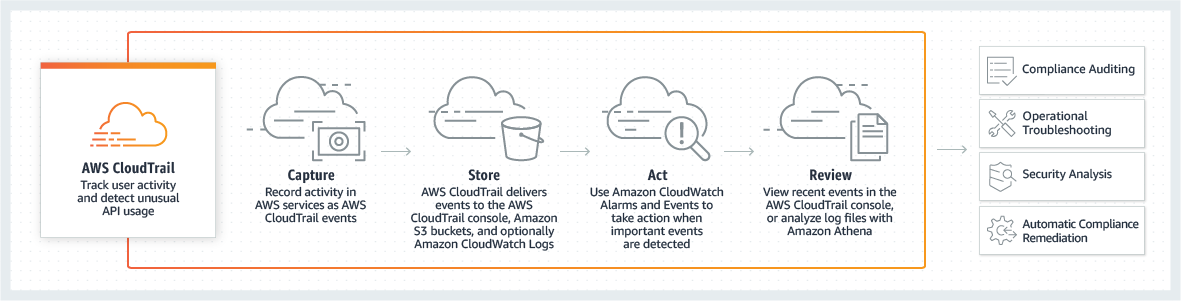 AWS CloudTrail
Track user activity
and detect unusual
API usage
Capture
Record activity in
AWS services as AWS
CloudTrail events
Store
AWS CloudTrail delivers
events to the AWS
CloudTrail console, Amazon
S3 buckets, and optionally
Amazon CloudWatch Logs
Act
Use Amazon CloudWatch
Alarms and Events to
take action when
important events
are detected
Review
View recent events in the
AWS CloudTrail console,
or analyze log files with
Amazon Athena
Compliance Auditing
Operational
Troubleshooting
Security Analysis
Automatic Compliance
Remediation